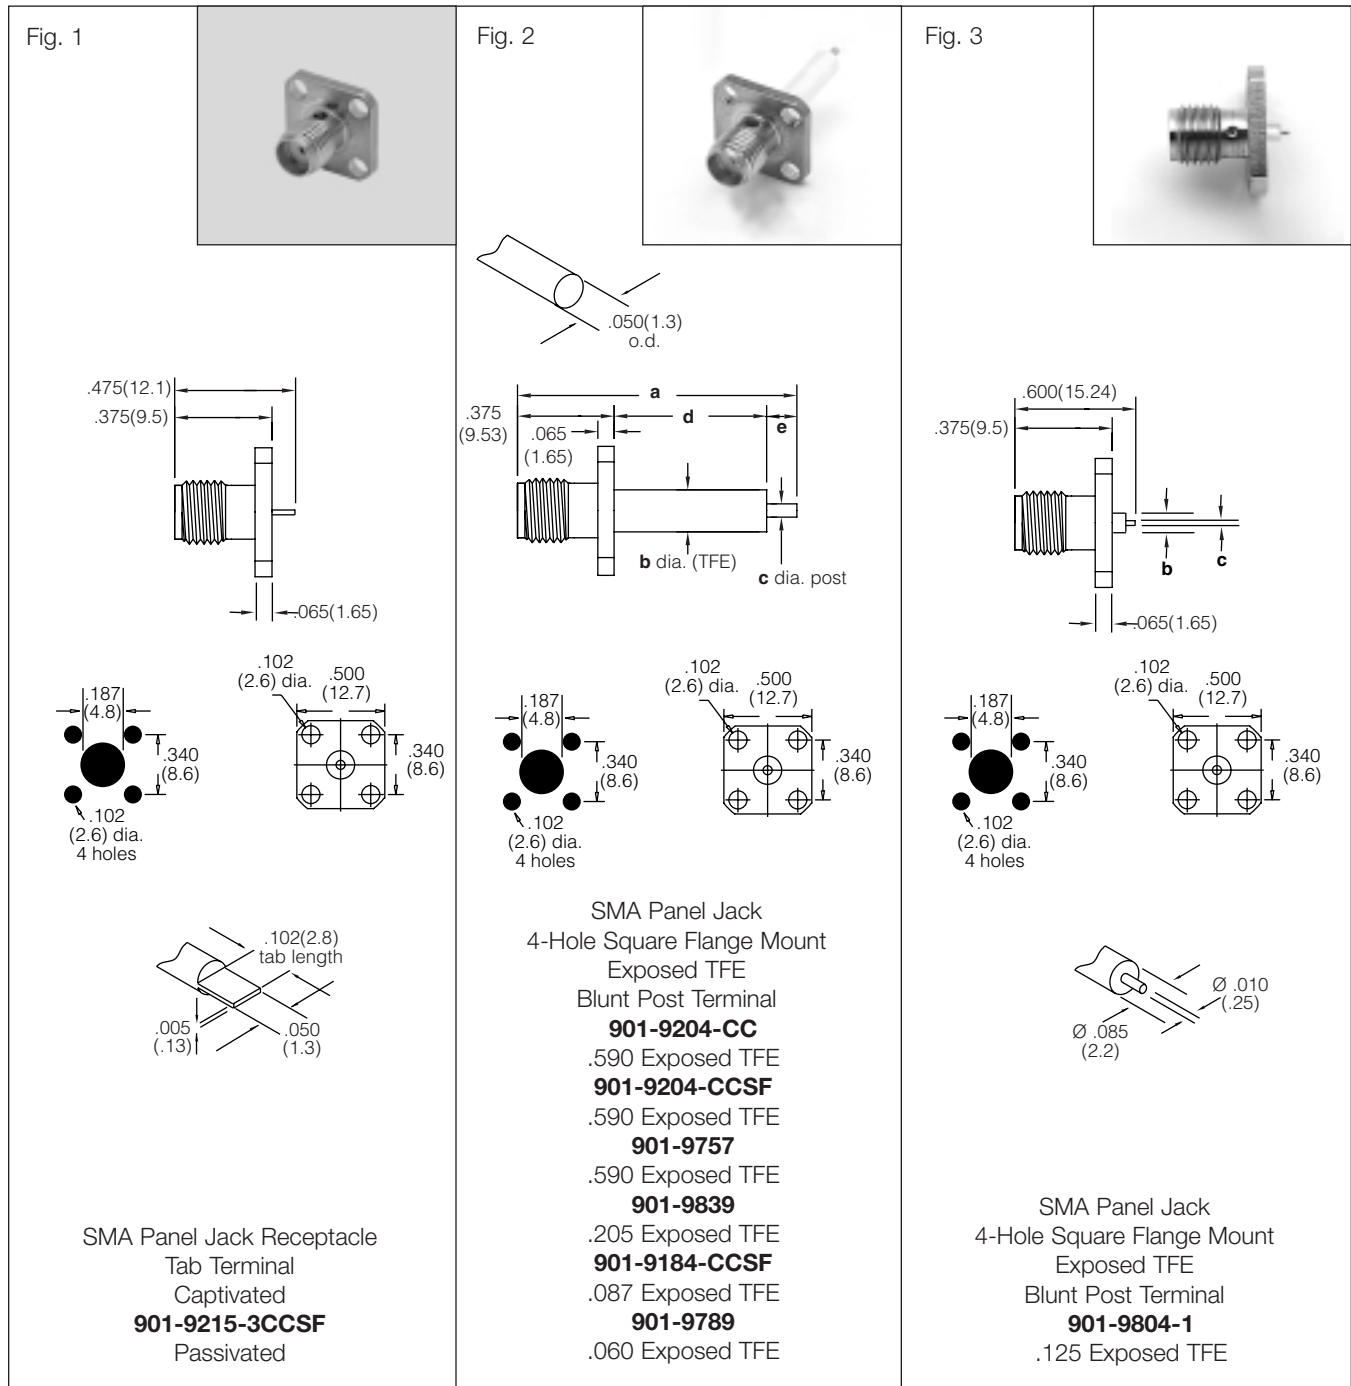 Fig. 1
.475(12.1)
.375(9.5)
.065(1.65)
.187
(4.8)
.102
(2.6) dia.
.500
(12.7)
.340
(8.6)
.340
(8.6)
.102
(2.6) dia.
4 holes
.102(2.8)
tab length
.005
(.13)
.050
(1.3)
SMA Panel Jack Receptacle
Tab Terminal
Captivated
901-9215-3CCSF
Passivated
Fig. 2
.050(1.3)
o.d.
a
.375
(9.53)
d
e
.065
(1.65)
b dia. (TFE)
c dia. post
.187
(4.8)
.102
(2.6) dia.
.500
(12.7)
.340
(8.6)
.340
(8.6)
.102
(2.6) dia.
4 holes
SMA Panel Jack
4-Hole Square Flange Mount
Exposed TFE
Blunt Post Terminal
901-9204-CC
.590 Exposed TFE
901-9204-CCSF
.590 Exposed TFE
901-9757
.590 Exposed TFE
901-9839
.205 Exposed TFE
901-9184-CCSF
.087 Exposed TFE
901-9789
.060 Exposed TFE
Fig. 3
.600(15.24)
.375(9.5)
b
c
.065(1.65)
.187
(4.8)
.102
(2.6) dia.
.500
(12.7)
.340
(8.6)
.340
(8.6)
.102
(2.6) dia.
4 holes
Ø .010
(.25)
Ø .085
(2.2)
SMA Panel Jack
4-Hole Square Flange Mount
Exposed TFE
Blunt Post Terminal
901-9804-1
.125 Exposed TFE